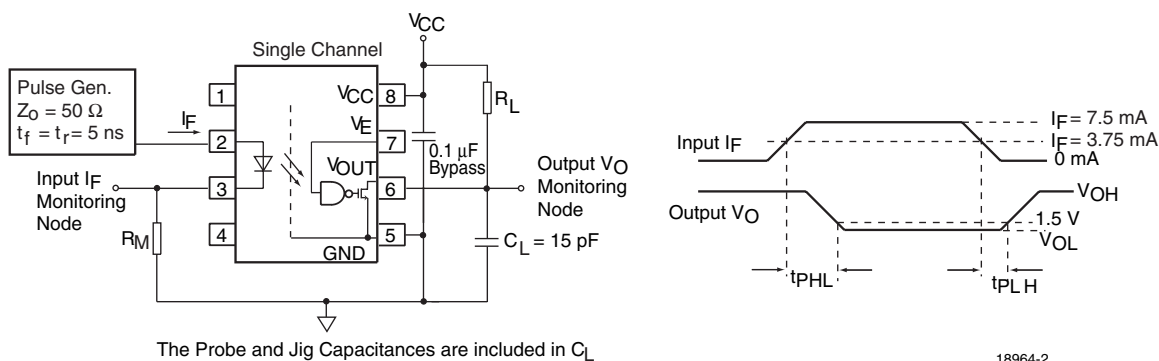 Single Channel
Pulse Gen.
Zo = 50 Ω
tf = tr = 5 ns
IF
1
2
3
4
Input IF
Monitoring
Node
RM
VCC
VCC
8
VE
7
VOUT
6
GND
5
0.1 µF
Bypass
RL
Output VO
Monitoring
Node
CL = 15 pF
The Probe and Jig Capacitances are included in CL
Input IF
IF = 7.5 mA
IF = 3.75 mA
0 mA
Output VO
VOH
1.5 V
VOL
tPHL
tPLH
18964-2